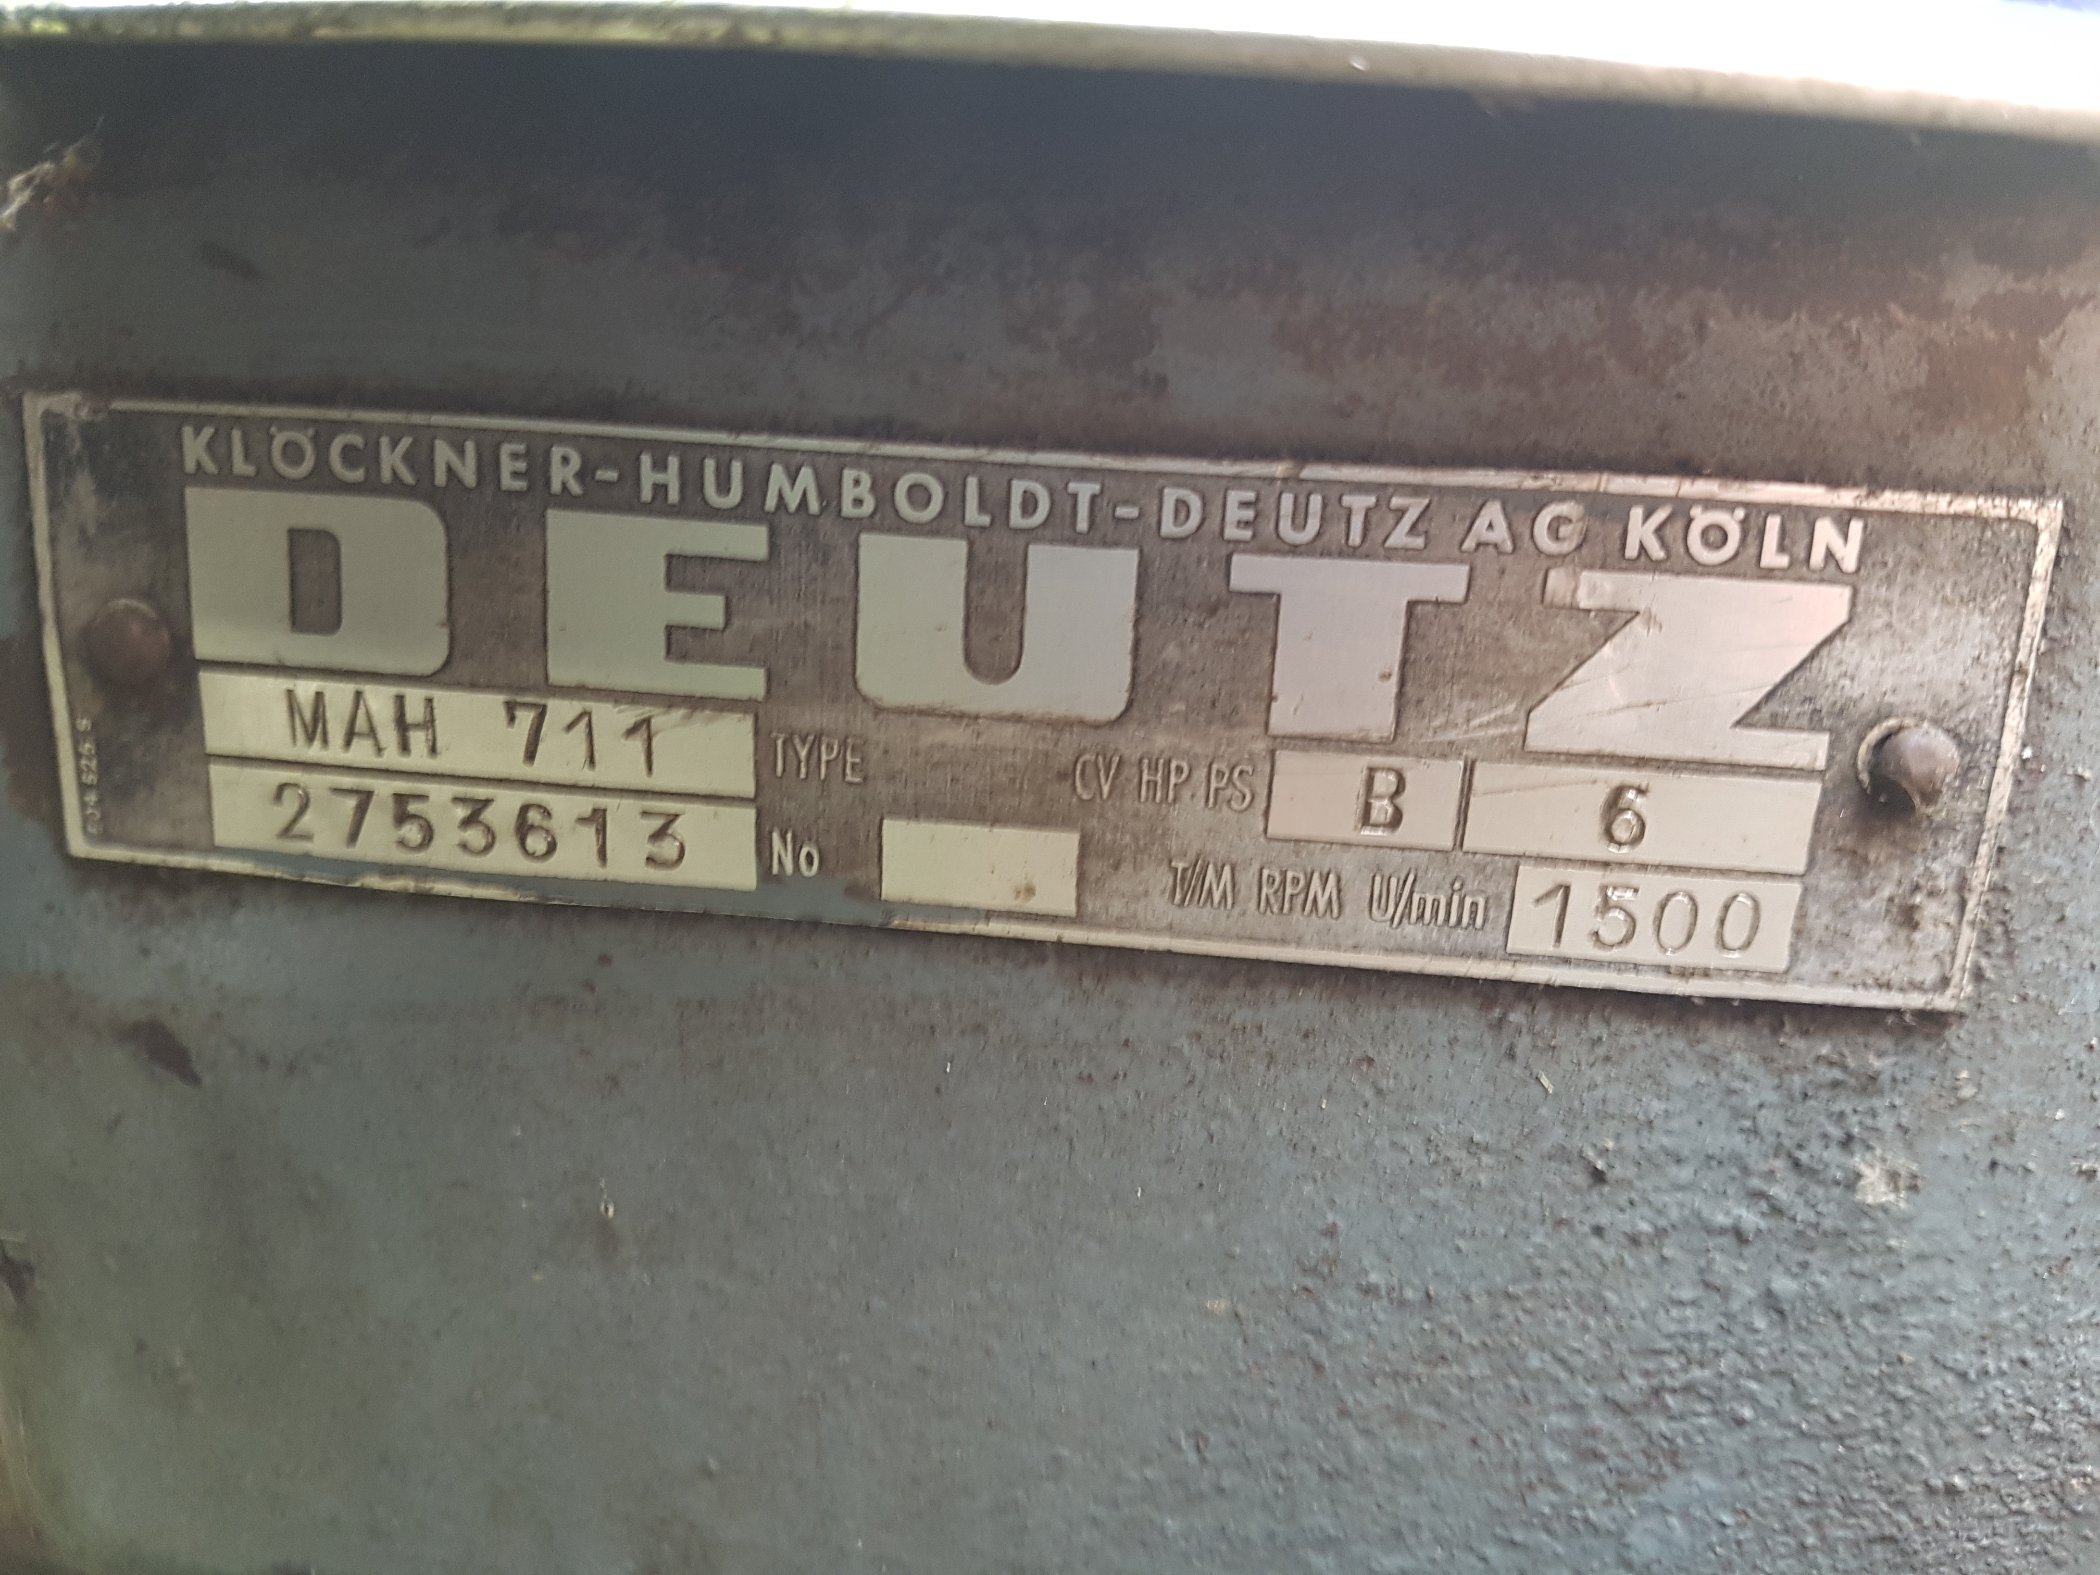 KLÖCKNER-HUMBOLDT-DEUTZ AG KÖLN
DEUTZ
MAH 711 TYPE CV HP PS B 6
2753613 No T/M RPM U/min 1500